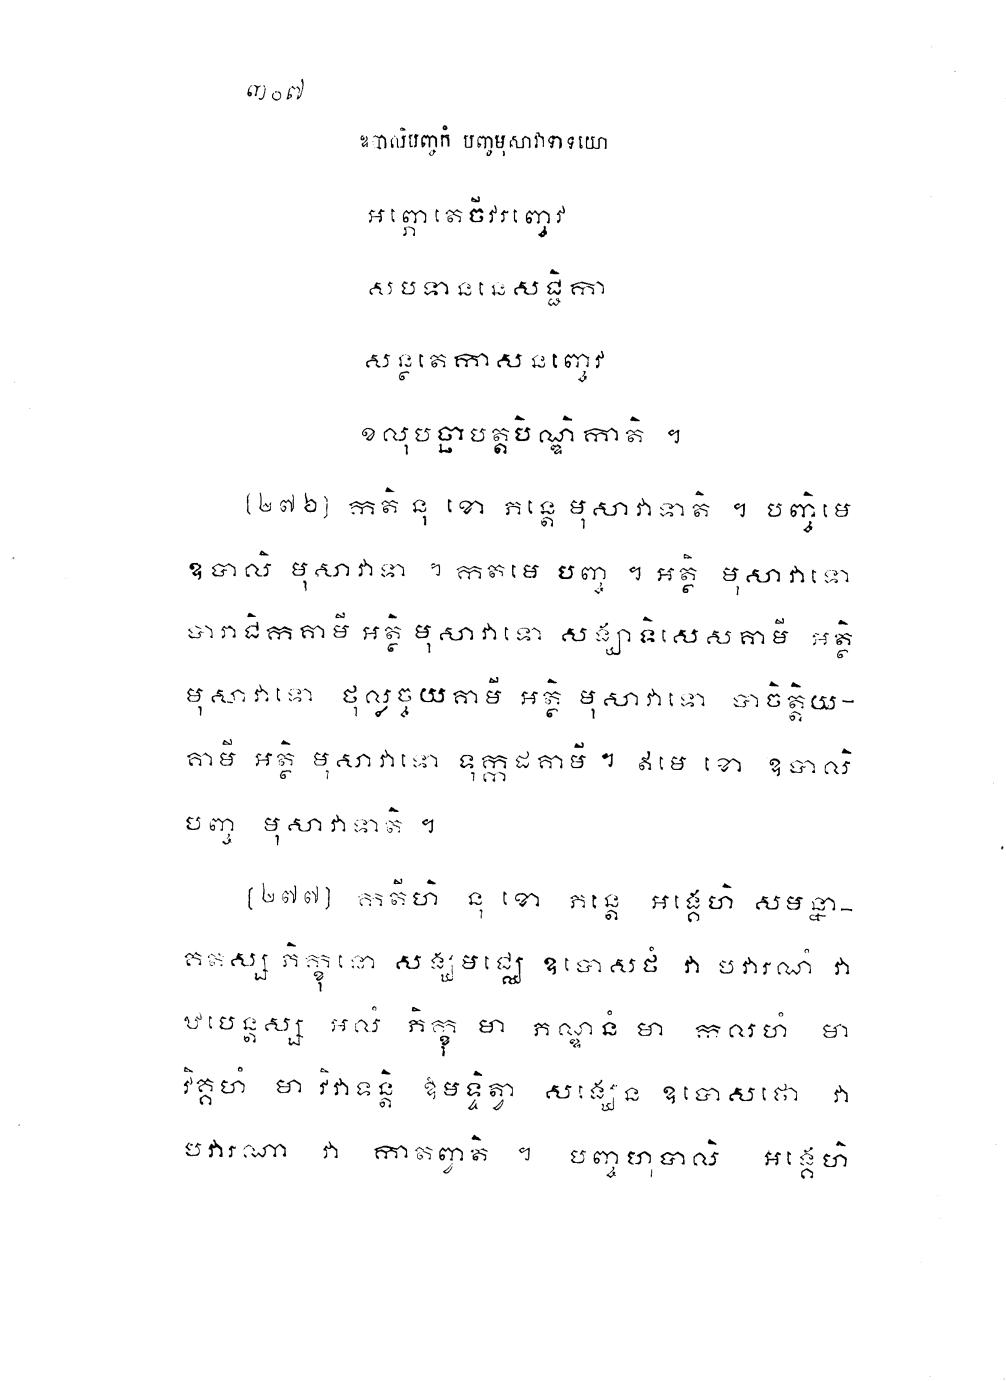 ៣០៧
ឧបាលិបញ្ចកំ បញ្ចមុសាវាទាទយោ
អព្ភោតេចីវរញ្ចេវ
សបទាននេសជ្ជិកា
សន្ថតេកាសនញ្ចេវ
ខលុបច្ឆាបត្តបិណ្ឌិកាតិ ។
(២៧៦) កតិ នុ ខោ ភន្តេ មុសាវាទាតិ ។ បញ្ចិមេ
ឧបាលិ មុសាវាទា ។ កតមេ បញ្ច ។ អត្ថិ មុសាវាទោ
បារាជិកគាមី អត្ថិ មុសាវាទោ សង្ឃាទិសេសគាមី អត្ថិ
មុសាវាទោ ថុល្លច្ចយគាមី អត្ថិ មុសាវាទោ បាចិត្តិយ-
គាមី អត្ថិ មុសាវាទោ ទុក្កដគាមី ។ ឥមេ ខោ ឧបាលិ
បញ្ច មុសាវាទាតិ ។
(២៧៧) កតីហិ នុ ខោ ភន្តេ អង្គេហិ សមន្នា-
គតស្ស ភិក្ខុនោ សង្ឃមជ្ឈេ ឧបោសថំ វា បវារណំ វា
ឋបេន្តស្ស អលំ ភិក្ខុ មា ភណ្ឌនំ មា កលហំ មា
វិគ្គហំ មា វិវាទន្តិ ឱមទ្ទិត្វា សង្ឃេន ឧបោសថោ វា
បវារណា វា កាតញ្វតិ ។ បញ្ចហុបាលិ អង្គេហិ